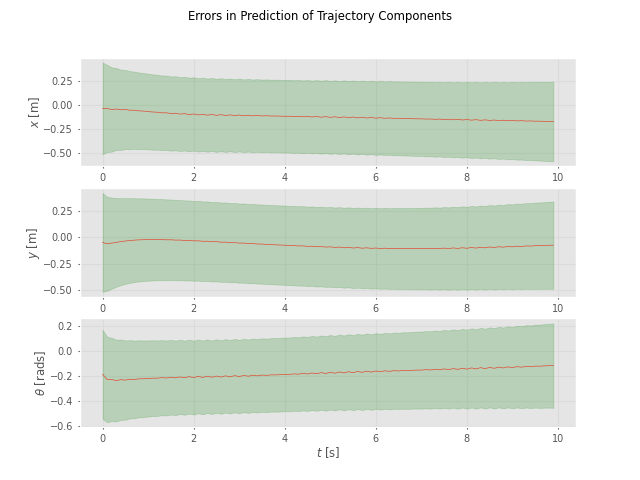 Errors in Prediction of Trajectory Components
x [m]
0.25
0.00
−0.25
−0.50
0 2 4 6 8 10
y [m]
0.25
0.00
−0.25
−0.50
0 2 4 6 8 10
θ [rads]
0.2
0.0
−0.2
−0.4
−0.6
0 2 4 6 8 10
t [s]